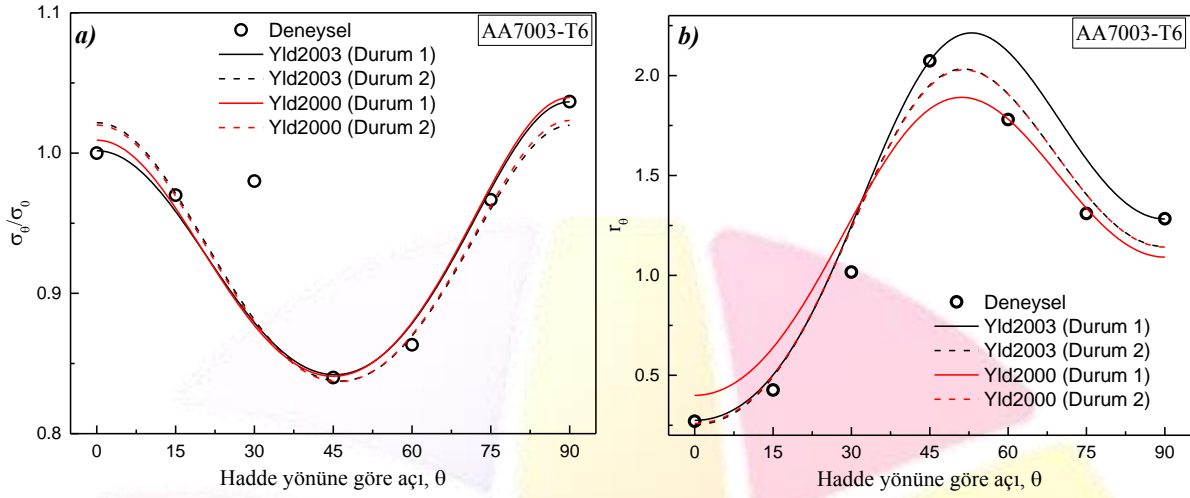 a)
AA7003-T6
Deneysel
Yld2003 (Durum 1)
Yld2003 (Durum 2)
Yld2000 (Durum 1)
Yld2000 (Durum 2)
1.1
1.0
0.9
0.8
σθ/σ0
0 15 30 45 60 75 90
Hadde yönüne göre açı, θ
b)
AA7003-T6
2.0
1.5
1.0
0.5
rθ
Deneysel
Yld2003 (Durum 1)
Yld2003 (Durum 2)
Yld2000 (Durum 1)
Yld2000 (Durum 2)
0 15 30 45 60 75 90
Hadde yönüne göre açı, θ